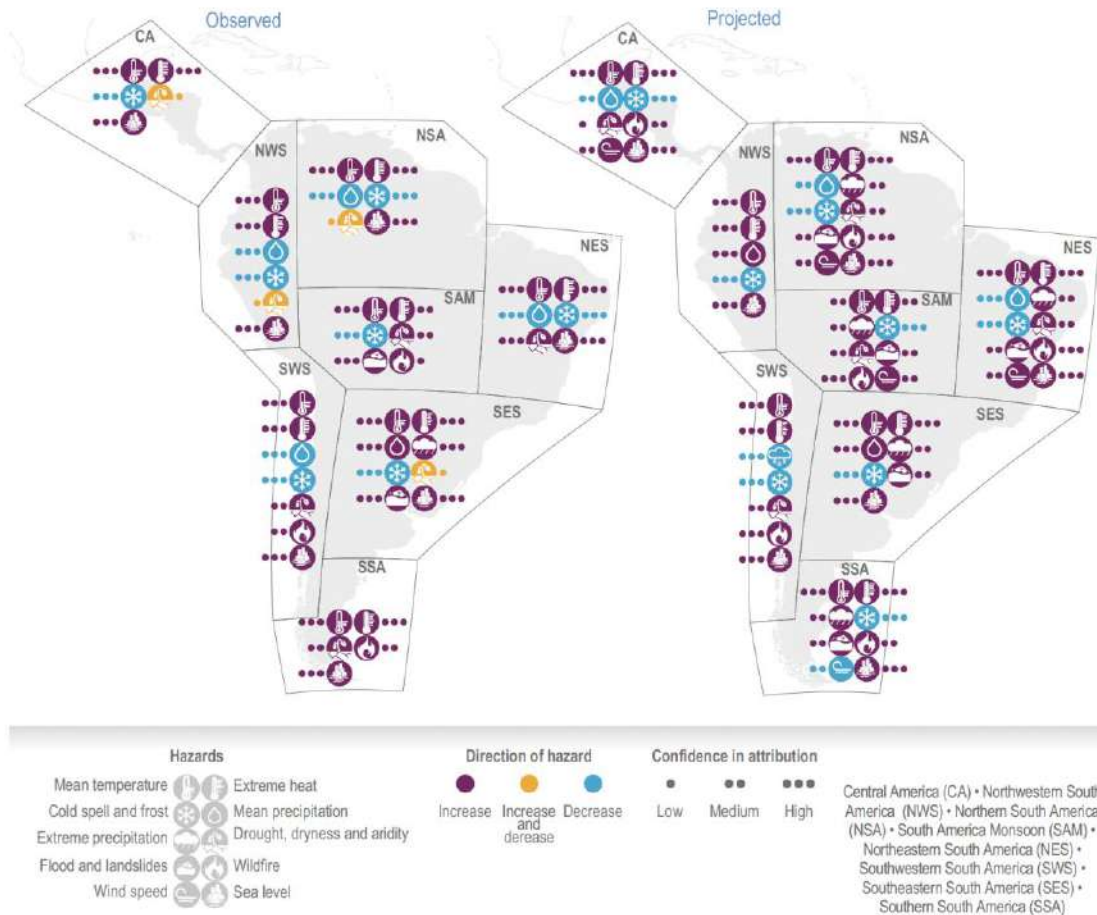 Observed
Projected
CA
NWS
NSA
NES
SAM
SWS
SES
SSA
CA
NWS
NSA
NES
SAM
SWS
SES
SSA
Hazards
Mean temperature
Extreme heat
Cold spell and frost
Mean precipitation
Extreme precipitation
Drought, dryness and aridity
Flood and landslides
Wildfire
Wind speed
Sea level
Direction of hazard
Increase
Increase
and
derease
Decrease
Confidence in attribution
Low
Medium
High
Central America (CA) • Northwestern South
America (NWS) • Northern South America
(NSA) • South America Monsoon (SAM) •
Northeastern South America (NES) •
Southwestern South America (SWS) •
Southeastern South America (SES) •
Southern South America (SSA)